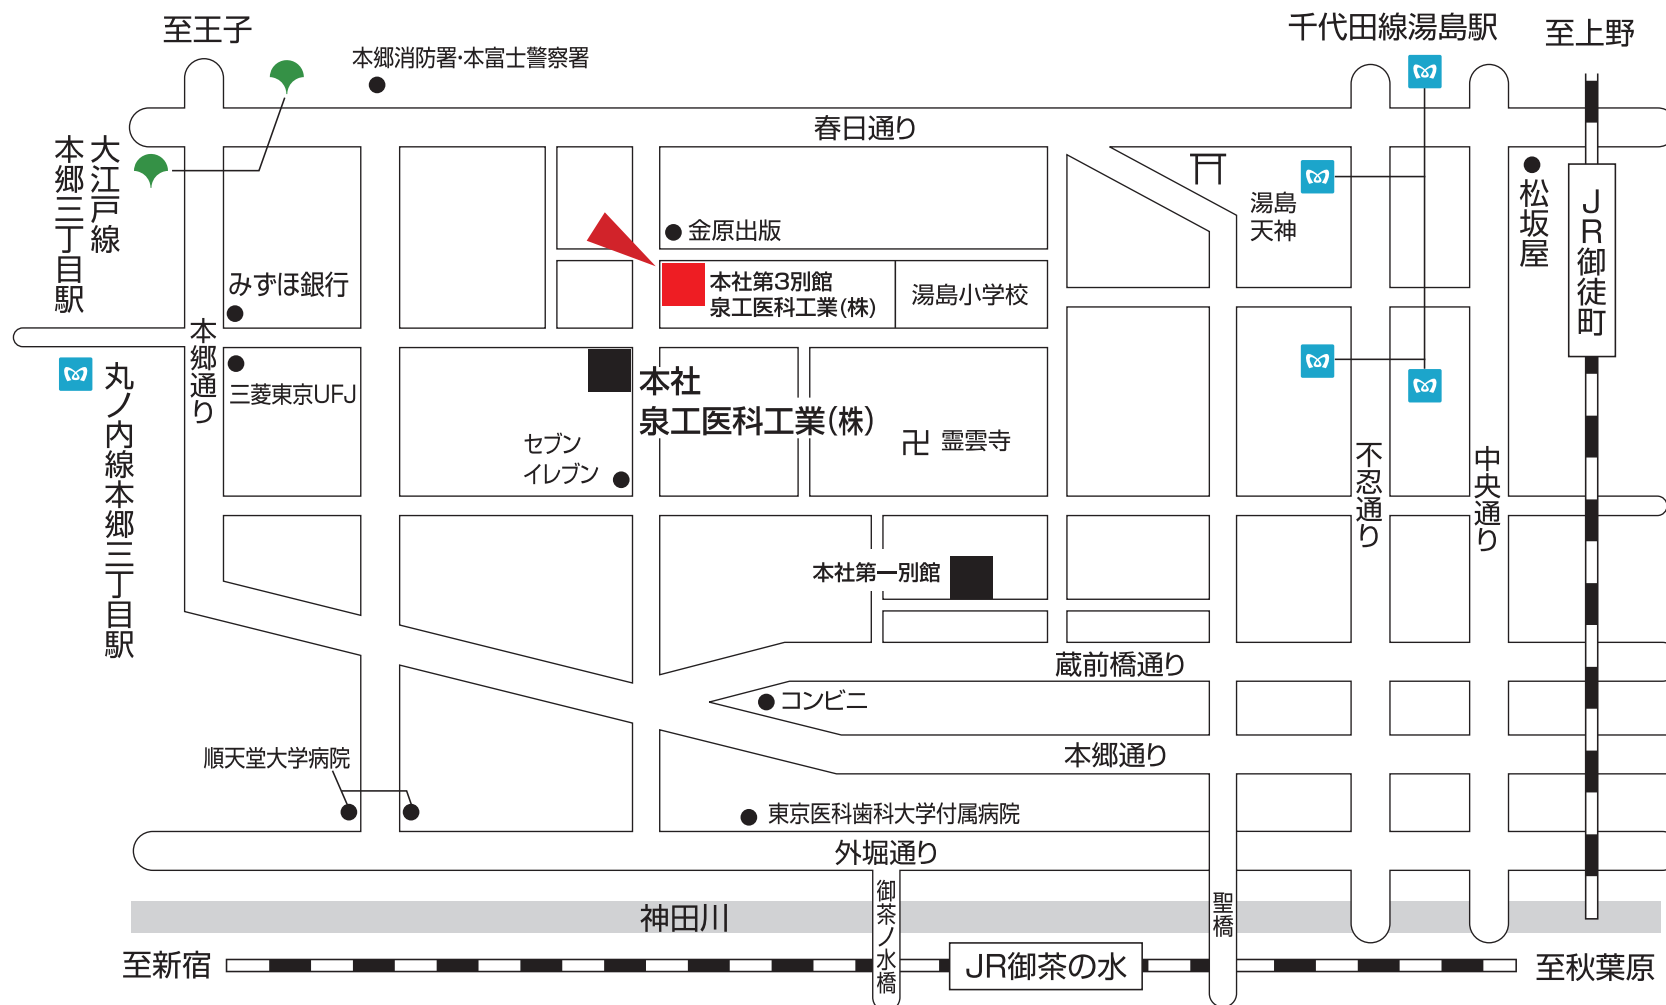 至王子
本郷消防署・本富士警察署
千代田線湯島駅
至上野
春日通り
大江戸線
本郷三丁目駅
湯島
天神
松坂屋
JR御徒町
金原出版
みずほ銀行
本社第3別館
泉工医科工業(株)
湯島小学校
本郷通り
丸ノ内線本郷三丁目駅
三菱東京UFJ
本社
泉工医科工業(株)
セブン
イレブン
卍 霊雲寺
不忍通り
中央通り
本社第一別館
蔵前橋通り
コンビニ
本郷通り
順天堂大学病院
東京医科歯科大学付属病院
外堀通り
御茶ノ水橋
聖橋
神田川
至新宿
JR御茶の水
至秋葉原